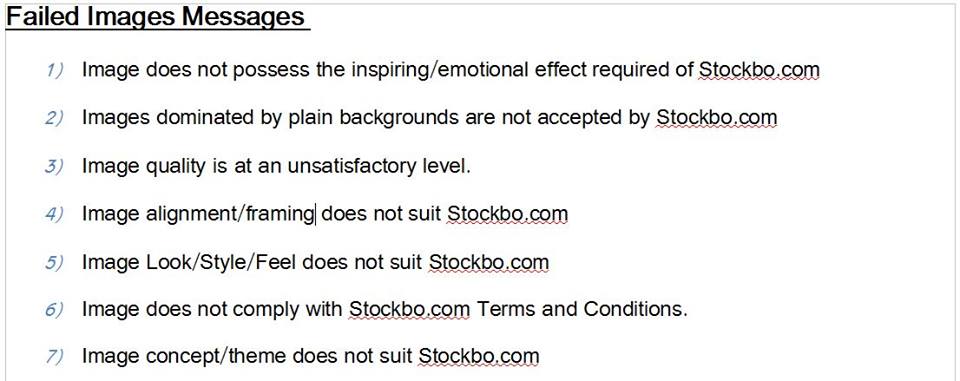 Failed Images Messages
1) Image does not possess the inspiring/emotional effect required of Stockbo.com
2) Images dominated by plain backgrounds are not accepted by Stockbo.com
3) Image quality is at an unsatisfactory level.
4) Image alignment/framing does not suit Stockbo.com
5) Image Look/Style/Feel does not suit Stockbo.com
6) Image does not comply with Stockbo.com Terms and Conditions.
7) Image concept/theme does not suit Stockbo.com